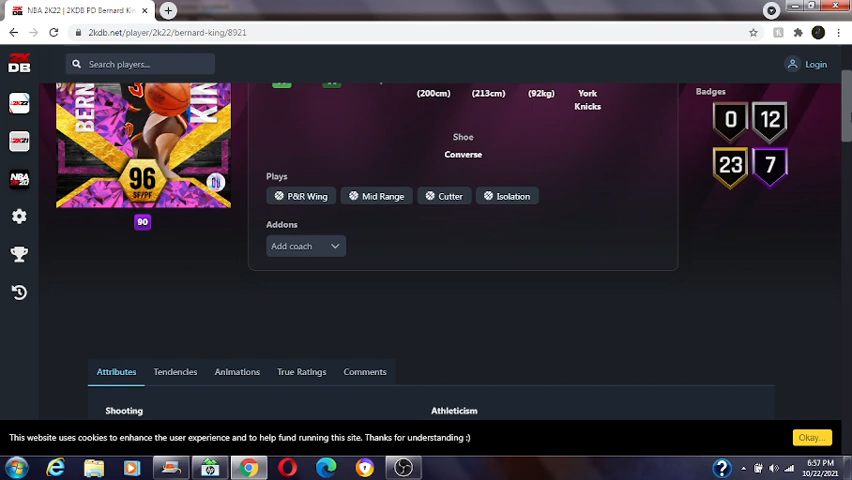 NBA 2K22 | 2KDB PD Bernard Kin
2kdb.net/player/2k22/bernard-king/8921
2K DB
Search players...
Login
2K22
2K21
NBA 2K20
BERN
KIN
96
SF/PF
90
(200cm)
(213cm)
(92kg)
York
Knicks
Shoe
Converse
Plays
P&R Wing
Mid Range
Cutter
Isolation
Addons
Add coach
Badges
0
12
23
7
Attributes
Tendencies
Animations
True Ratings
Comments
Shooting
Athleticism
This website uses cookies to enhance the user experience and to help fund running this site. Thanks for understanding :)
Okay...
6:57 PM
10/22/2021